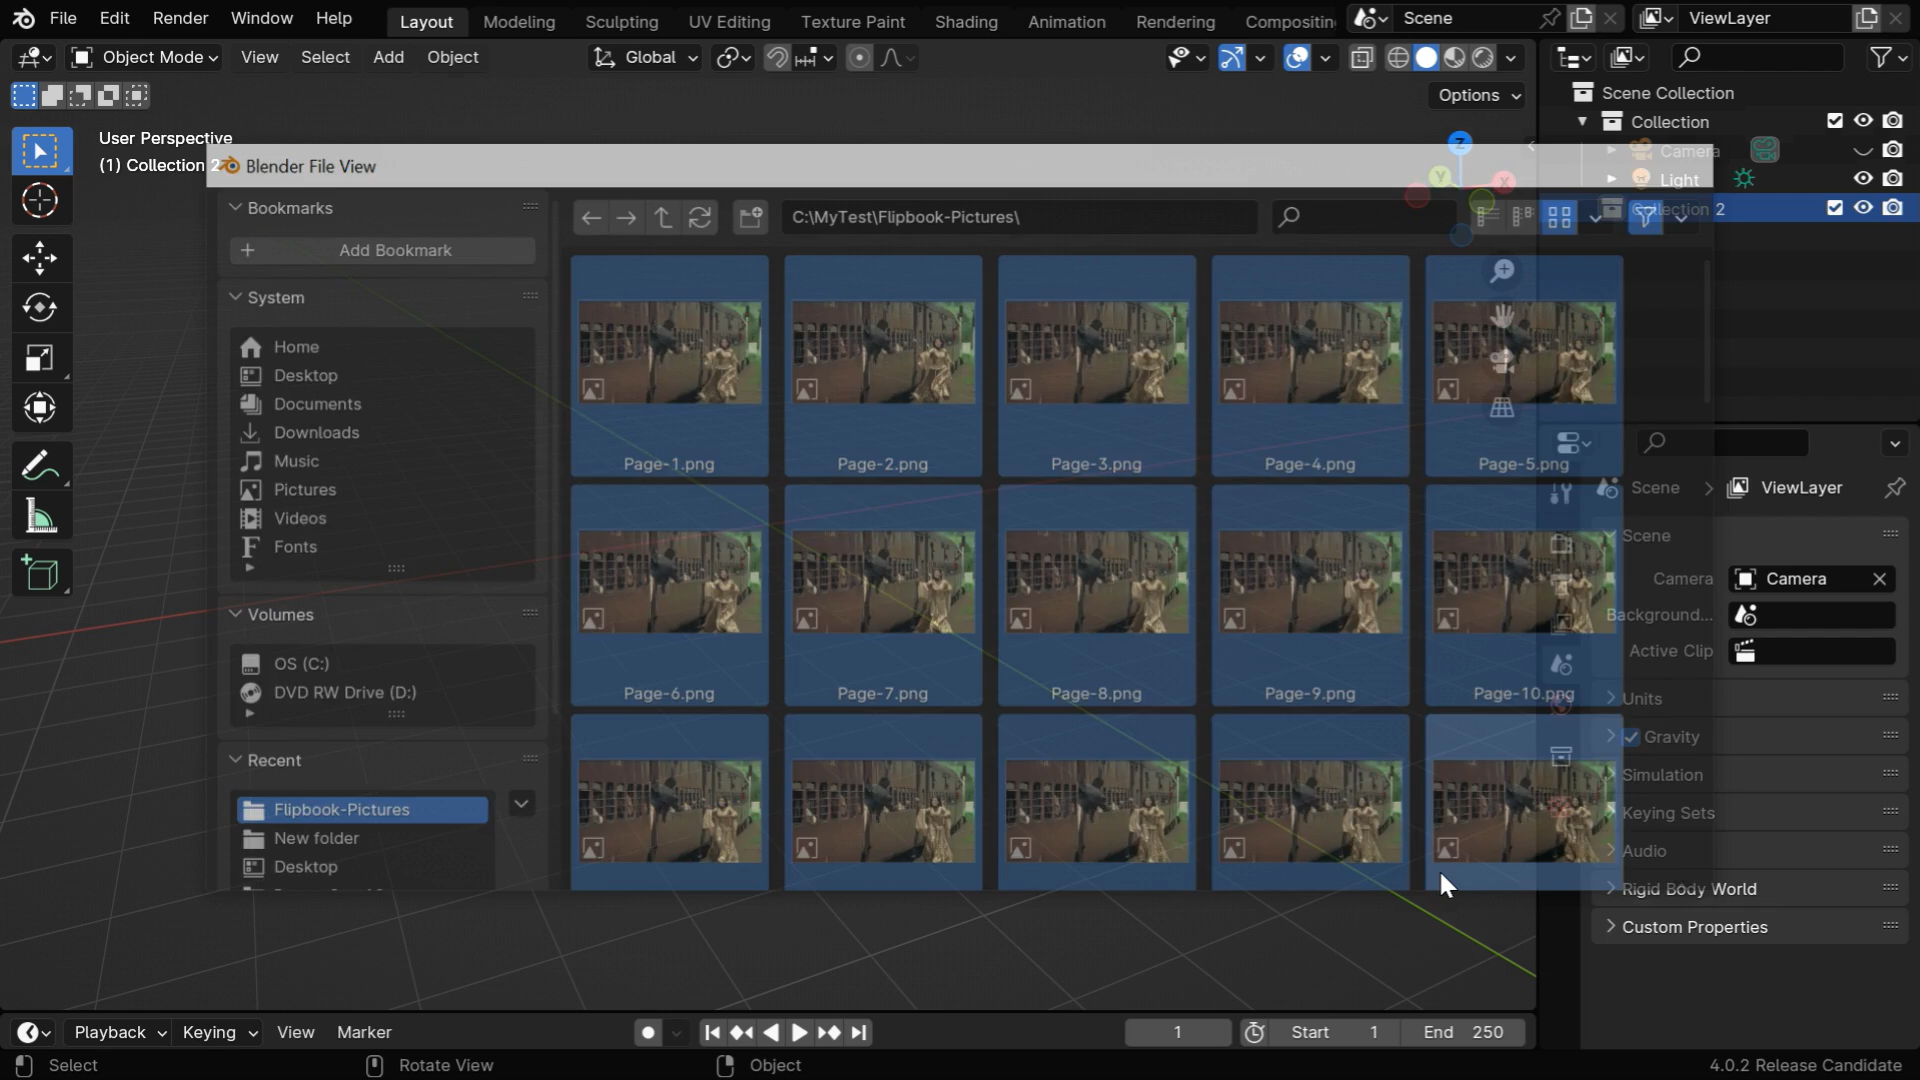 File Edit Render Window Help Layout Modeling Sculpting UV Editing Texture Paint Shading Animation Rendering Scene ViewLayer
Object Mode View Select Add Object Global
Options
Scene Collection
Collection
Camera
Light
Collection 2
User Perspective
(1) Collection 2
Blender File View
Bookmarks
Add Bookmark
C:\MyTest\Flipbook-Pictures\
System
Home
Desktop
Documents
Downloads
Music
Pictures
Videos
Fonts
Volumes
OS (C:)
DVD RW Drive (D:)
Recent
Flipbook-Pictures
New folder
Desktop
Page-1.png Page-2.png Page-3.png Page-4.png Page-5.png
Page-6.png Page-7.png Page-8.png Page-9.png Page-10.png
Scene ViewLayer
Scene
Camera Camera
Background...
Active Clip
Units
Gravity
Simulation
Keying Sets
Audio
Rigid Body World
Custom Properties
Playback Keying View Marker 1 Start 1 End 250
Select Rotate View Object 4.0.2 Release Candidate